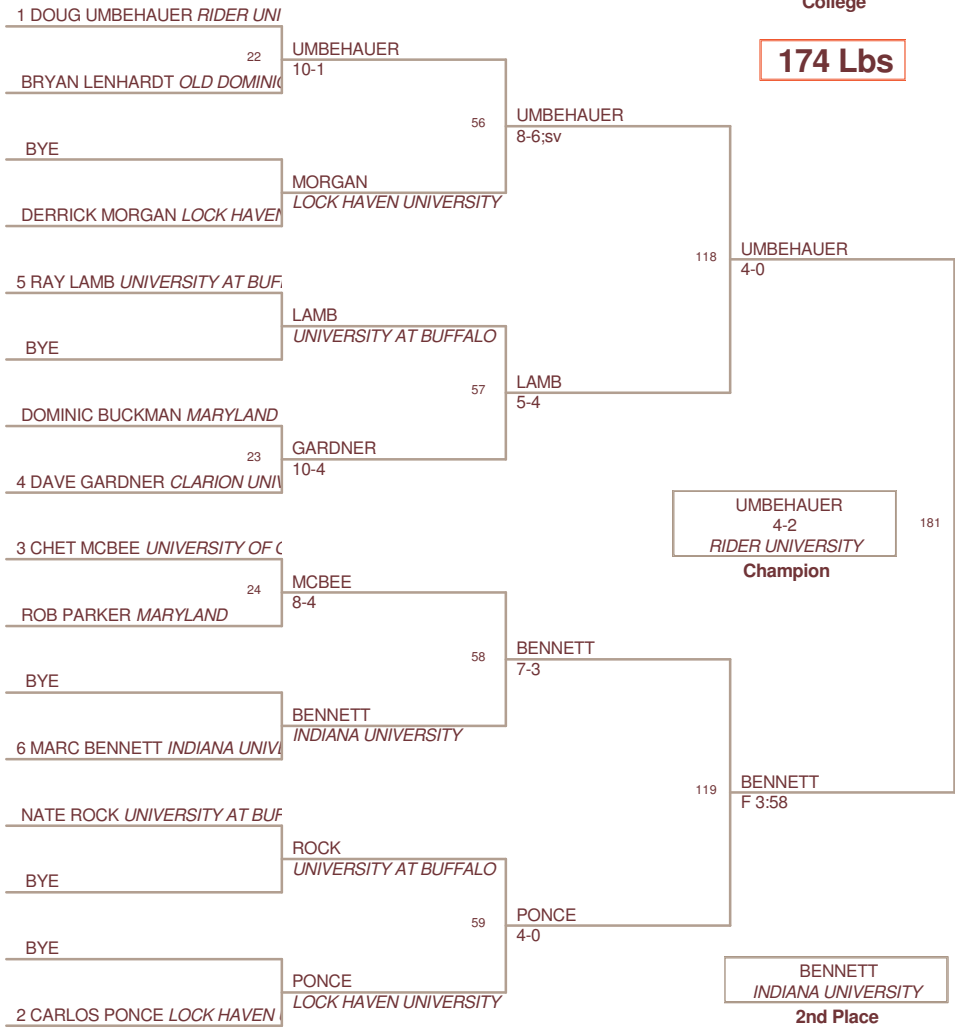 College
174 Lbs
1 DOUG UMBEHAUER RIDER UNI
22
UMBEHAUER
10-1
BRYAN LENHARDT OLD DOMINIO
56
UMBEHAUER
8-6;sv
BYE
MORGAN
LOCK HAVEN UNIVERSITY
DERRICK MORGAN LOCK HAVEN
118
UMBEHAUER
4-0
5 RAY LAMB UNIVERSITY AT BUF
LAMB
UNIVERSITY AT BUFFALO
BYE
57
LAMB
5-4
DOMINIC BUCKMAN MARYLAND
23
GARDNER
10-4
4 DAVE GARDNER CLARION UNIV
UMBEHAUER
4-2
RIDER UNIVERSITY
Champion
181
3 CHET MCBEE UNIVERSITY OF
24
MCBEE
8-4
ROB PARKER MARYLAND
58
BENNETT
7-3
BYE
BENNETT
INDIANA UNIVERSITY
6 MARC BENNETT INDIANA UNIVE
119
BENNETT
F 3:58
NATE ROCK UNIVERSITY AT BUF
ROCK
UNIVERSITY AT BUFFALO
BYE
59
PONCE
4-0
BYE
PONCE
LOCK HAVEN UNIVERSITY
2 CARLOS PONCE LOCK HAVEN
BENNETT
INDIANA UNIVERSITY
2nd Place